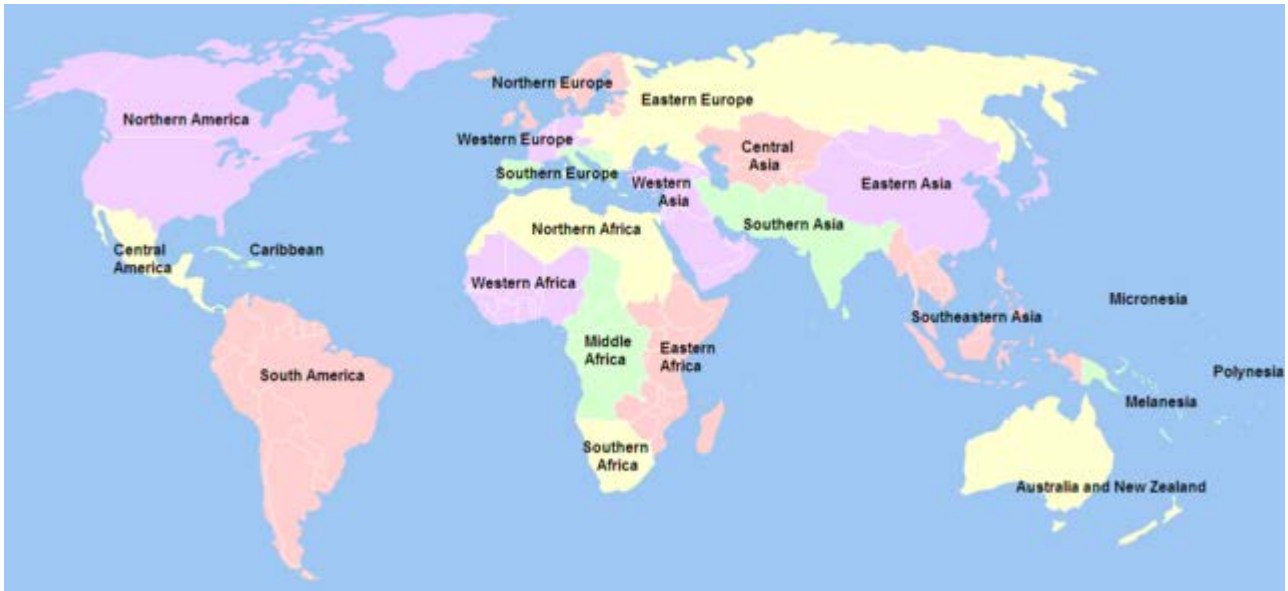 Northern Europe
Eastern Europe
Northern America
Western Europe
Central
Asia
Southern Europe
Western
Asia
Eastern Asia
Southern Asia
Northern Africa
Central
America
Caribbean
Western Africa
Micronesia
Southeastern Asia
Middle
Africa
Eastern
Africa
South America
Polynesia
Melanesia
Southern
Africa
Australia and New Zealand